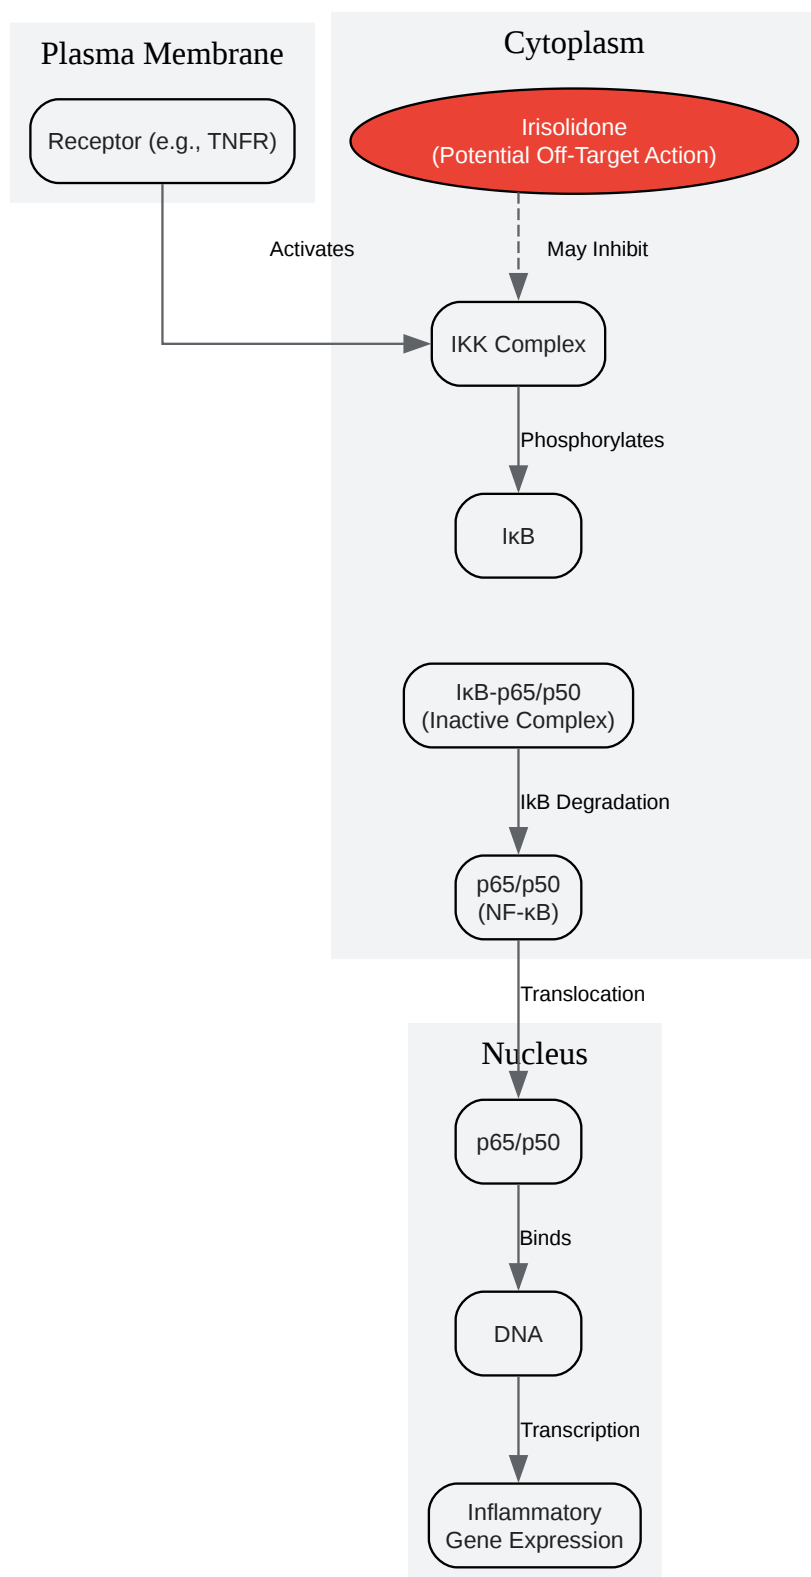 Plasma Membrane
Cytoplasm
Receptor (e.g., TNFR)
Irisolidone
(Potential Off-Target Action)
Activates
May Inhibit
IKK Complex
Phosphorylates
IκB
IκB-p65/p50
(Inactive Complex)
IkB Degradation
p65/p50
(NF-κB)
Translocation
Nucleus
p65/p50
Binds
DNA
Transcription
Inflammatory
Gene Expression